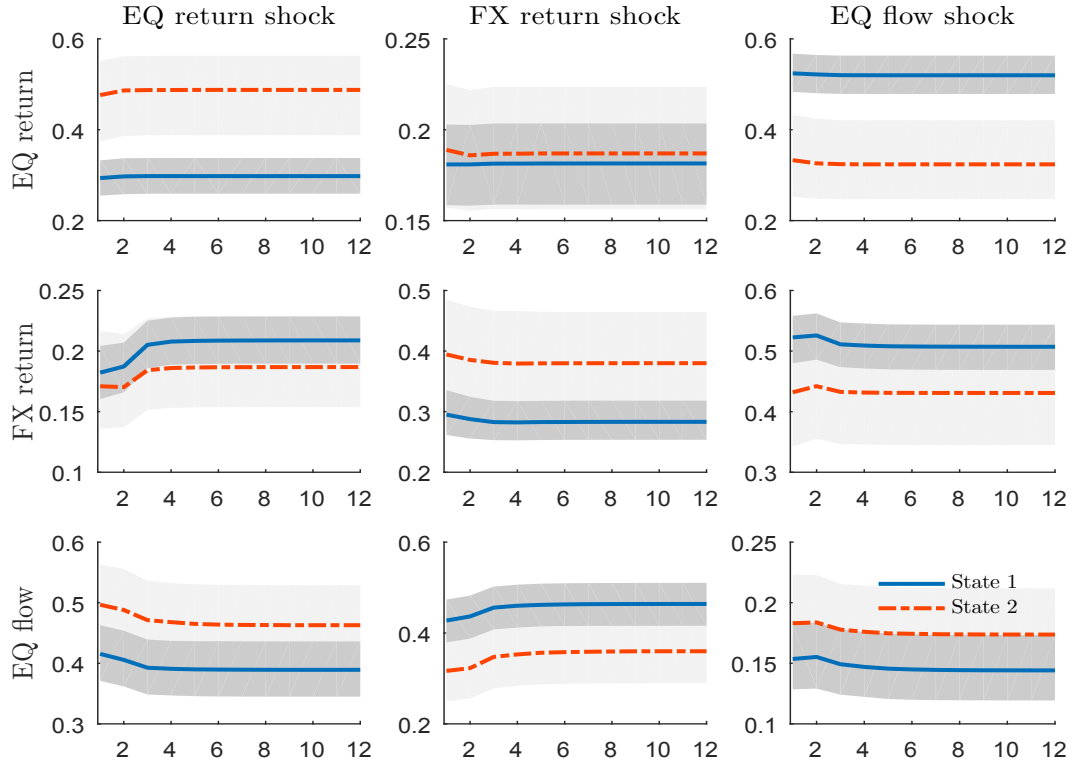 EQ return shock FX return shock EQ flow shock
EQ return
0.6 0.25 0.6
0.4 0.2 0.4
0.2 0.15 0.2
2 4 6 8 10 12 2 4 6 8 10 12 2 4 6 8 10 12
FX return
0.25 0.5 0.6
0.2 0.4 0.5
0.15 0.3 0.4
0.1 0.2 0.3
2 4 6 8 10 12 2 4 6 8 10 12 2 4 6 8 10 12
EQ flow
0.6 0.6 0.25
0.5 0.4 0.2
0.4 0.2 0.15
0.3 0.1
State 1
State 2
2 4 6 8 10 12 2 4 6 8 10 12 2 4 6 8 10 12